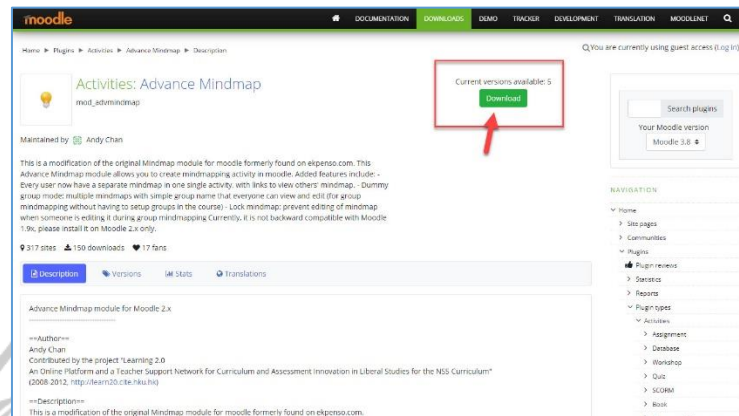 moodle
DOCUMENTATION DOWNLOADS DEMO TRACKER DEVELOPMENT TRANSLATION MOODLENET
Home ► Plugins ► Activities ► Advance Mindmap ► Description
You are currently using guest access (Log in)
Activities: Advance Mindmap
mod_advmindmap
Current versions available: 5
Download
Search plugins
Your Moodle version
Moodle 3.8
Maintained by Andy Chan
This is a modification of the original Mindmap module for moodle formerly found on ekpenso.com. This
Advance Mindmap module allows you to create mindmapping activity in moodle. Added features include: -
Every user now have a separate mindmap in one single activity, with links to view others' mindmap. - Dummy
group mode: multiple mindmaps with simple group name that everyone can view and edit (for group
mindmapping without having to setup groups in the course) - Lock mindmap: prevent editing of mindmap
when someone is editing it during group mindmapping Currently, it is not backward compatible with Moodle
1.9x, please install it on Moodle 2.x only.
317 sites 150 downloads 17 fans
Description Versions Stats Translations
NAVIGATION
Home
Site pages
Communities
Plugins
Plugin reviews
Statistics
Reports
Plugin types
Activities
Assignment
Database
Workshop
Quiz
SCORM
Book
Advance Mindmap module for Moodle 2.x
==Author==
Andy Chan
Contributed by the project "Learning 2.0
An Online Platform and a Teacher Support Network for Curriculum and Assessment Innovation in Liberal Studies for the NSS Curriculum"
(2008-2012, http://learn20.cite.hku.hk)
==Description==
This is a modification of the original Mindmap module for moodle formerly found on ekpenso.com.